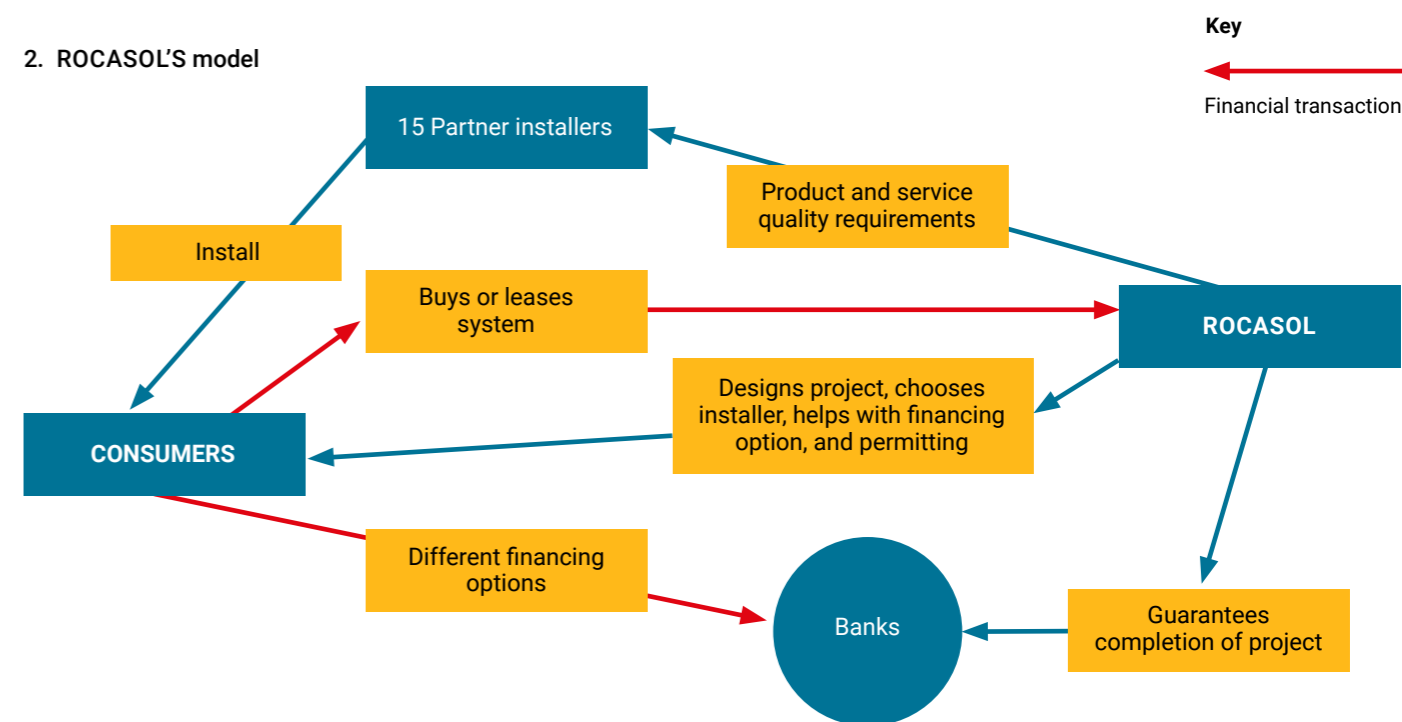 Key
2. ROCASOL'S model
Financial transaction
15 Partner installers
Product and service
quality requirements
Install
Buys or leases
system
ROCASOL
Designs project, chooses
installer, helps with financing
option, and permitting
CONSUMERS
Different financing
options
Banks
Guarantees
completion of project